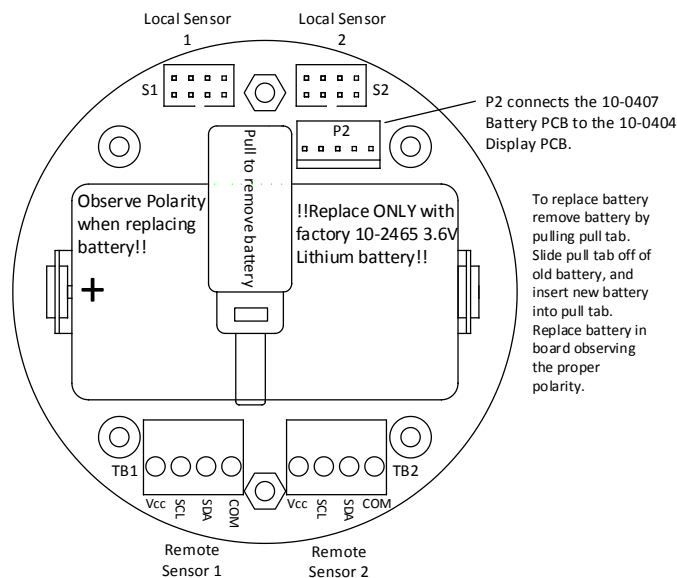 Local Sensor
1
Local Sensor
2
S1
S2
P2
P2 connects the 10-0407
Battery PCB to the 10-0404
Display PCB.
Pull to remove battery
Observe Polarity
when replacing
battery!!
!!Replace ONLY with
factory 10-2465 3.6V
Lithium battery!!
+
To replace battery
remove battery by
pulling pull tab.
Slide pull tab off of
old battery, and
insert new battery
into pull tab.
Replace battery in
board observing
the proper
polarity.
TB1
TB2
Vcc
SCL
SDA
COM
Vcc
SCL
SDA
COM
Remote
Sensor 1
Remote
Sensor 2